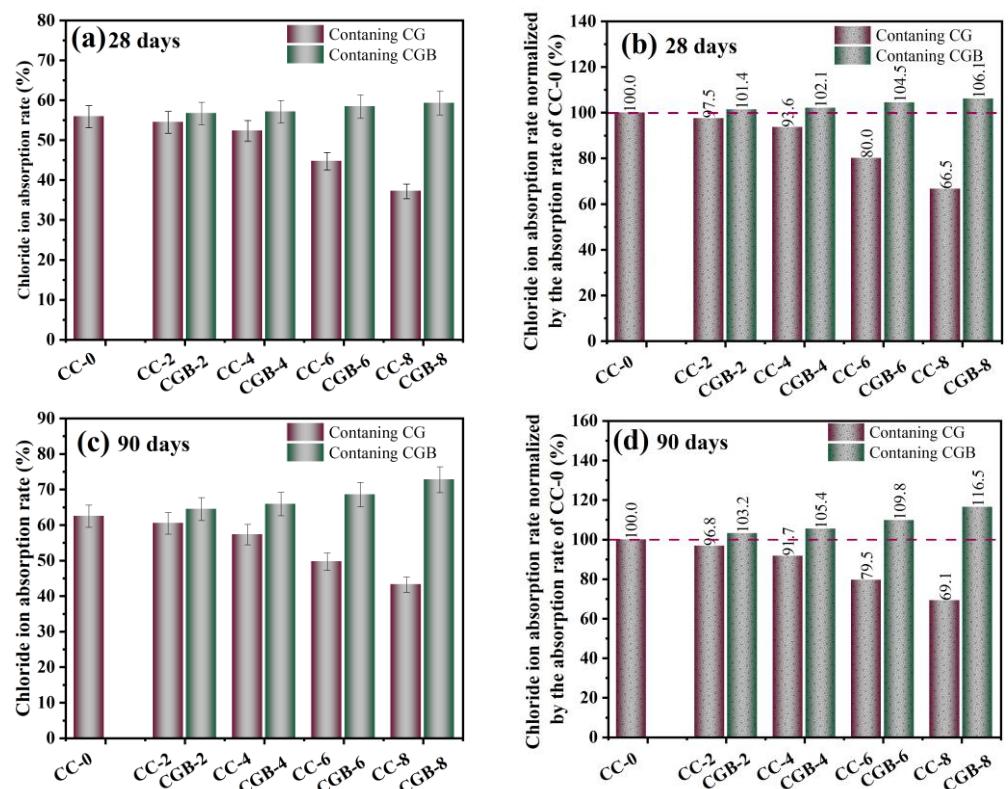 (a) 28 days
Contaning CG
Contaning CGB
Chloride ion absorption rate (%)
80
70
60
50
40
30
20
10
0
CC-0
CC-2
CGB-2
CC-4
CGB-4
CC-6
CGB-6
CC-8
CGB-8
(b) 28 days
Contaning CG
Contaning CGB
Chloride ion absorption rate normalized
by the absorption rate of CC-0 (%)
140
120
100
80
60
40
20
0
100.0
97.5
101.4
93.6
102.1
80.0
104.5
66.5
106.1
CC-0
CC-2
CGB-2
CC-4
CGB-4
CC-6
CGB-6
CC-8
CGB-8
(c) 90 days
Contaning CG
Contaning CGB
Chloride ion absorption rate (%)
90
80
70
60
50
40
30
20
10
0
CC-0
CC-2
CGB-2
CC-4
CGB-4
CC-6
CGB-6
CC-8
CGB-8
(d) 90 days
Contaning CG
Contaning CGB
Chloride ion absorption rate normalized
by the absorption rate of CC-0 (%)
160
140
120
100
80
60
40
20
0
100.0
96.8
103.2
91.7
105.4
79.5
109.8
69.1
116.5
CC-0
CC-2
CGB-2
CC-4
CGB-4
CC-6
CGB-6
CC-8
CGB-8